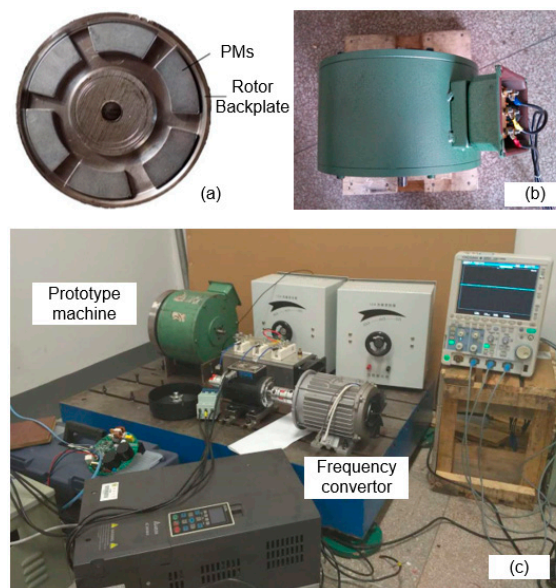 PMs
Rotor
Backplate
(a)
(b)
Prototype
machine
Frequency
convertor
(c)